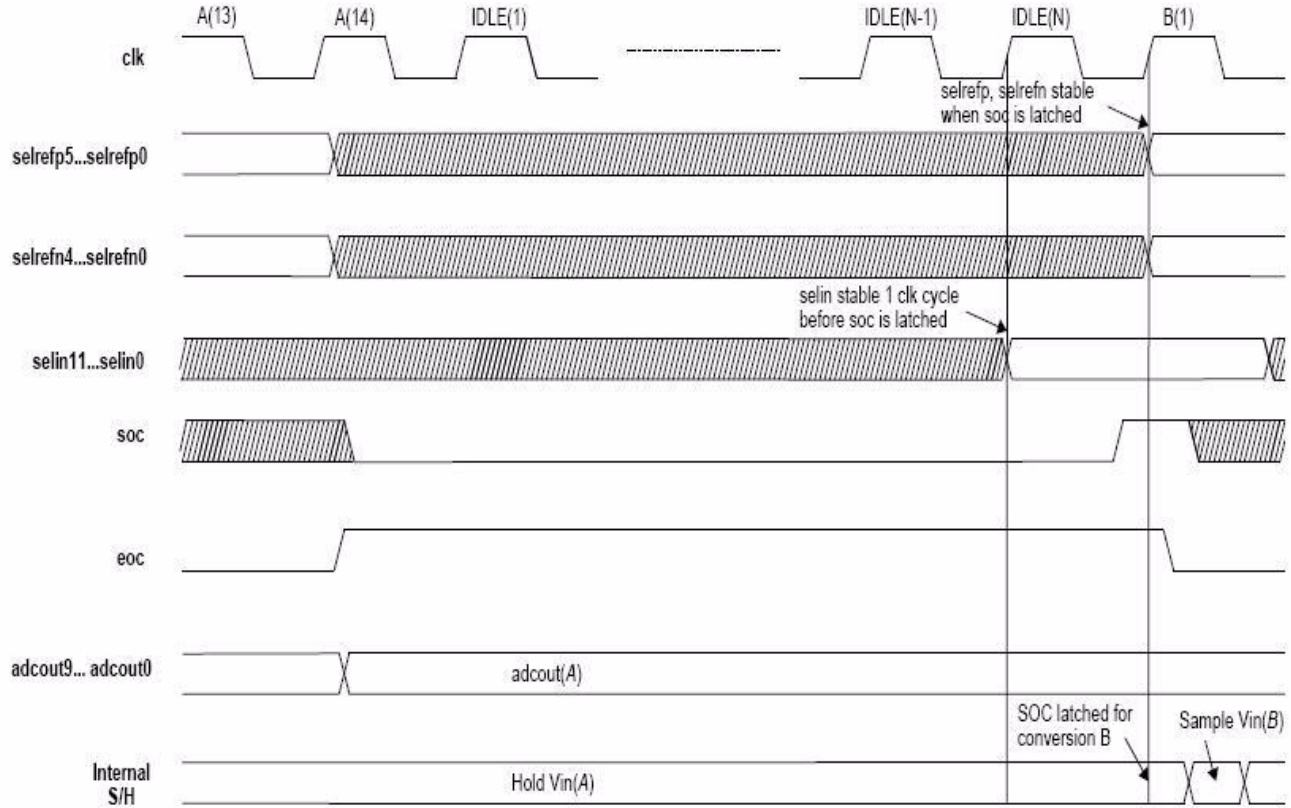 A(13) A(14) IDLE(1) IDLE(N-1) IDLE(N) B(1)
clk
selrefp, selrefn stable
when soc is latched
selrefp5...selrefp0
selrefn4...selrefn0
selin stable 1 clk cycle
before soc is latched
selin11...selin0
soc
eoc
adcout9... adcout0
adcout(A)
SOC latched for
conversion B
Sample Vin(B)
Internal
S/H
Hold Vin(A)